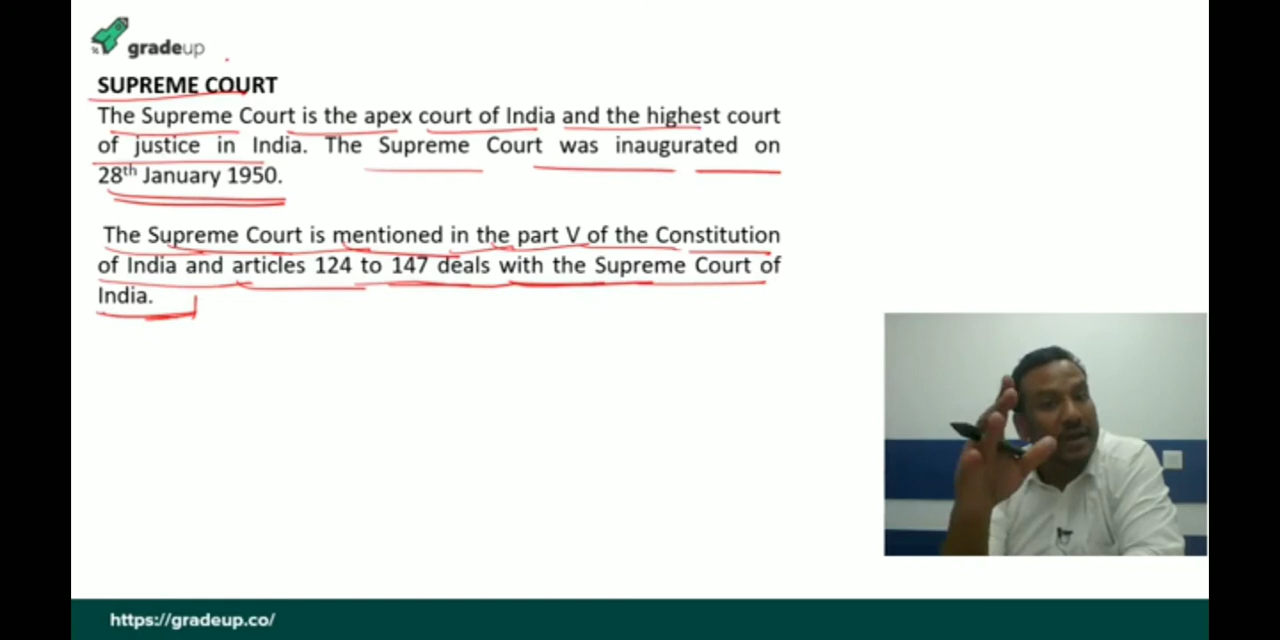 gradeup
SUPREME COURT
The Supreme Court is the apex court of India and the highest court
of justice in India. The Supreme Court was inaugurated on
28th January 1950.
The Supreme Court is mentioned in the part V of the Constitution
of India and articles 124 to 147 deals with the Supreme Court of
India.
https://gradeup.co/